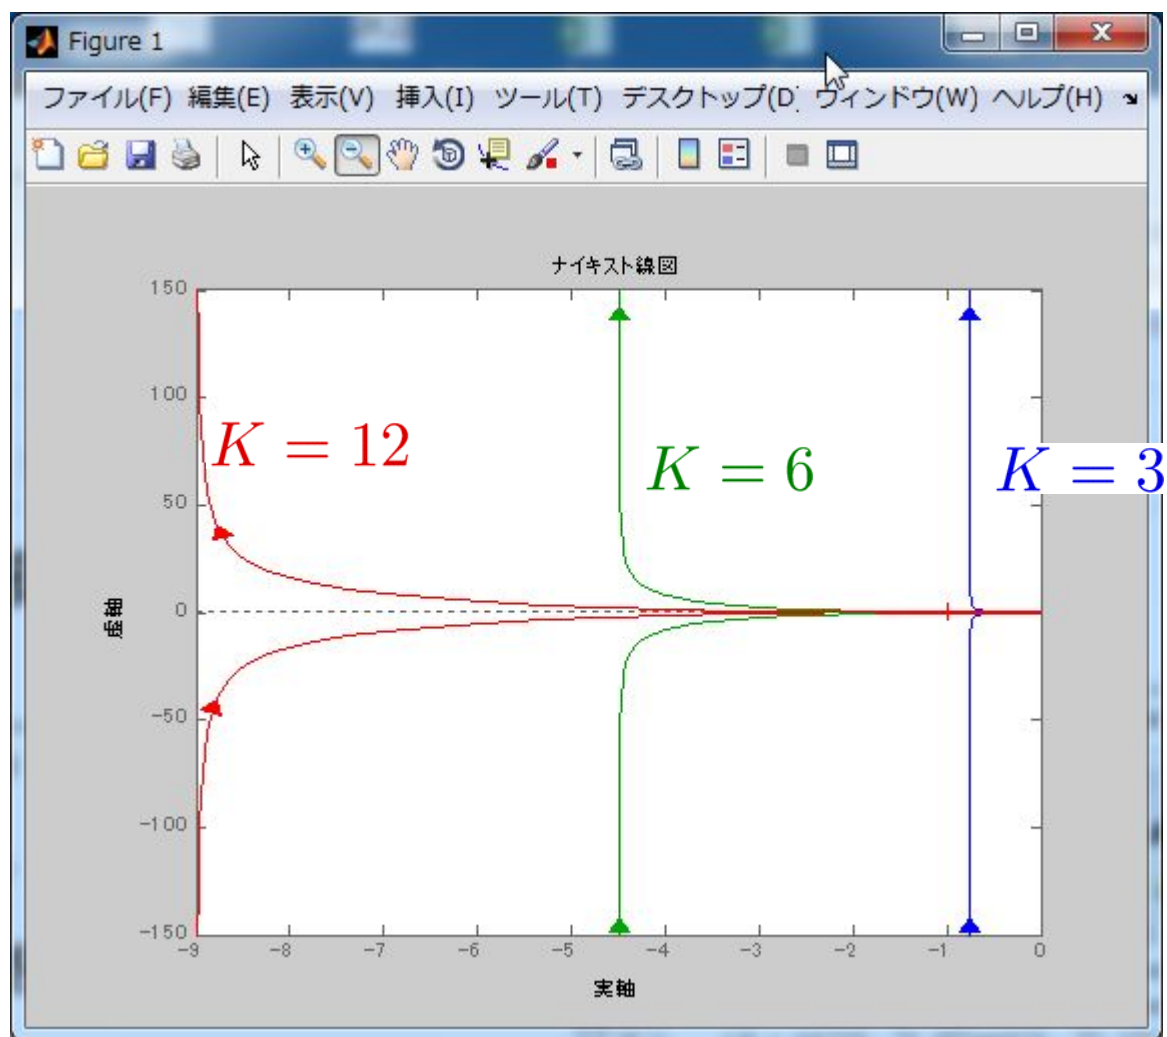 Figure 1
ファイル(F) 編集(E) 表示(V) 挿入(I) ツール(T) デスクトップ(D) ウィンドウ(W) ヘルプ(H)
ナイキスト線図
150
100
50
0
-50
-100
-150
虚軸
K = 12
K = 6
K = 3
-9 -8 -7 -6 -5 -4 -3 -2 -1 0
実軸